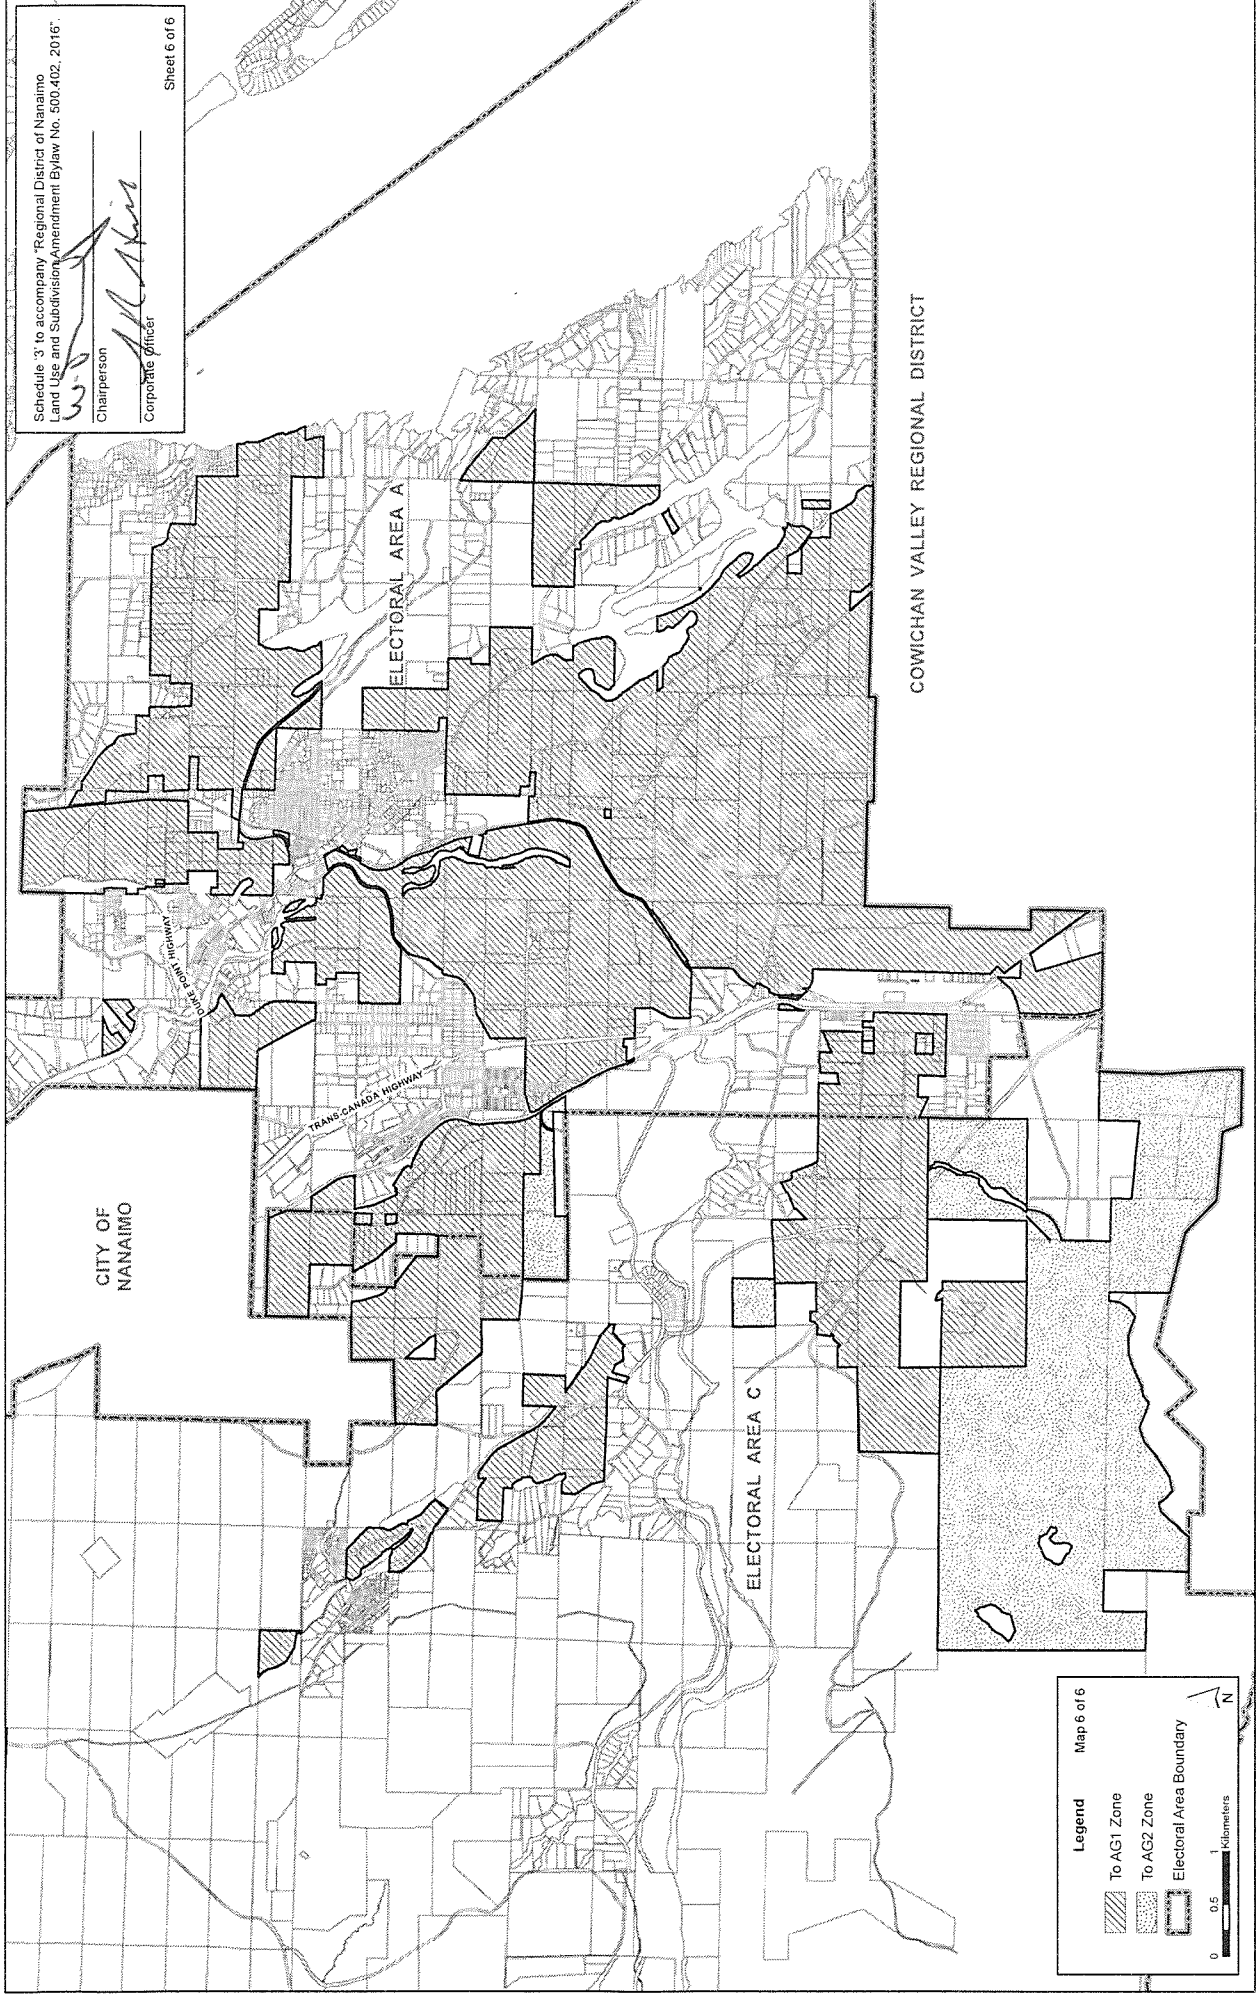 Schedule '3' to accompany "Regional District of Nanaimo
Land Use and Subdivision Amendment Bylaw No. 500.402, 2016".
Chairperson
Corporate Officer
Sheet 6 of 6
CITY OF
NANAIMO
DUKE POINT HIGHWAY
TRANS-CANADA HIGHWAY
ELECTORAL AREA A
ELECTORAL AREA C
COWICHAN VALLEY REGIONAL DISTRICT
Legend
Map 6 of 6
To AG1 Zone
To AG2 Zone
Electoral Area Boundary
0 0.5 1
Kilometers
N